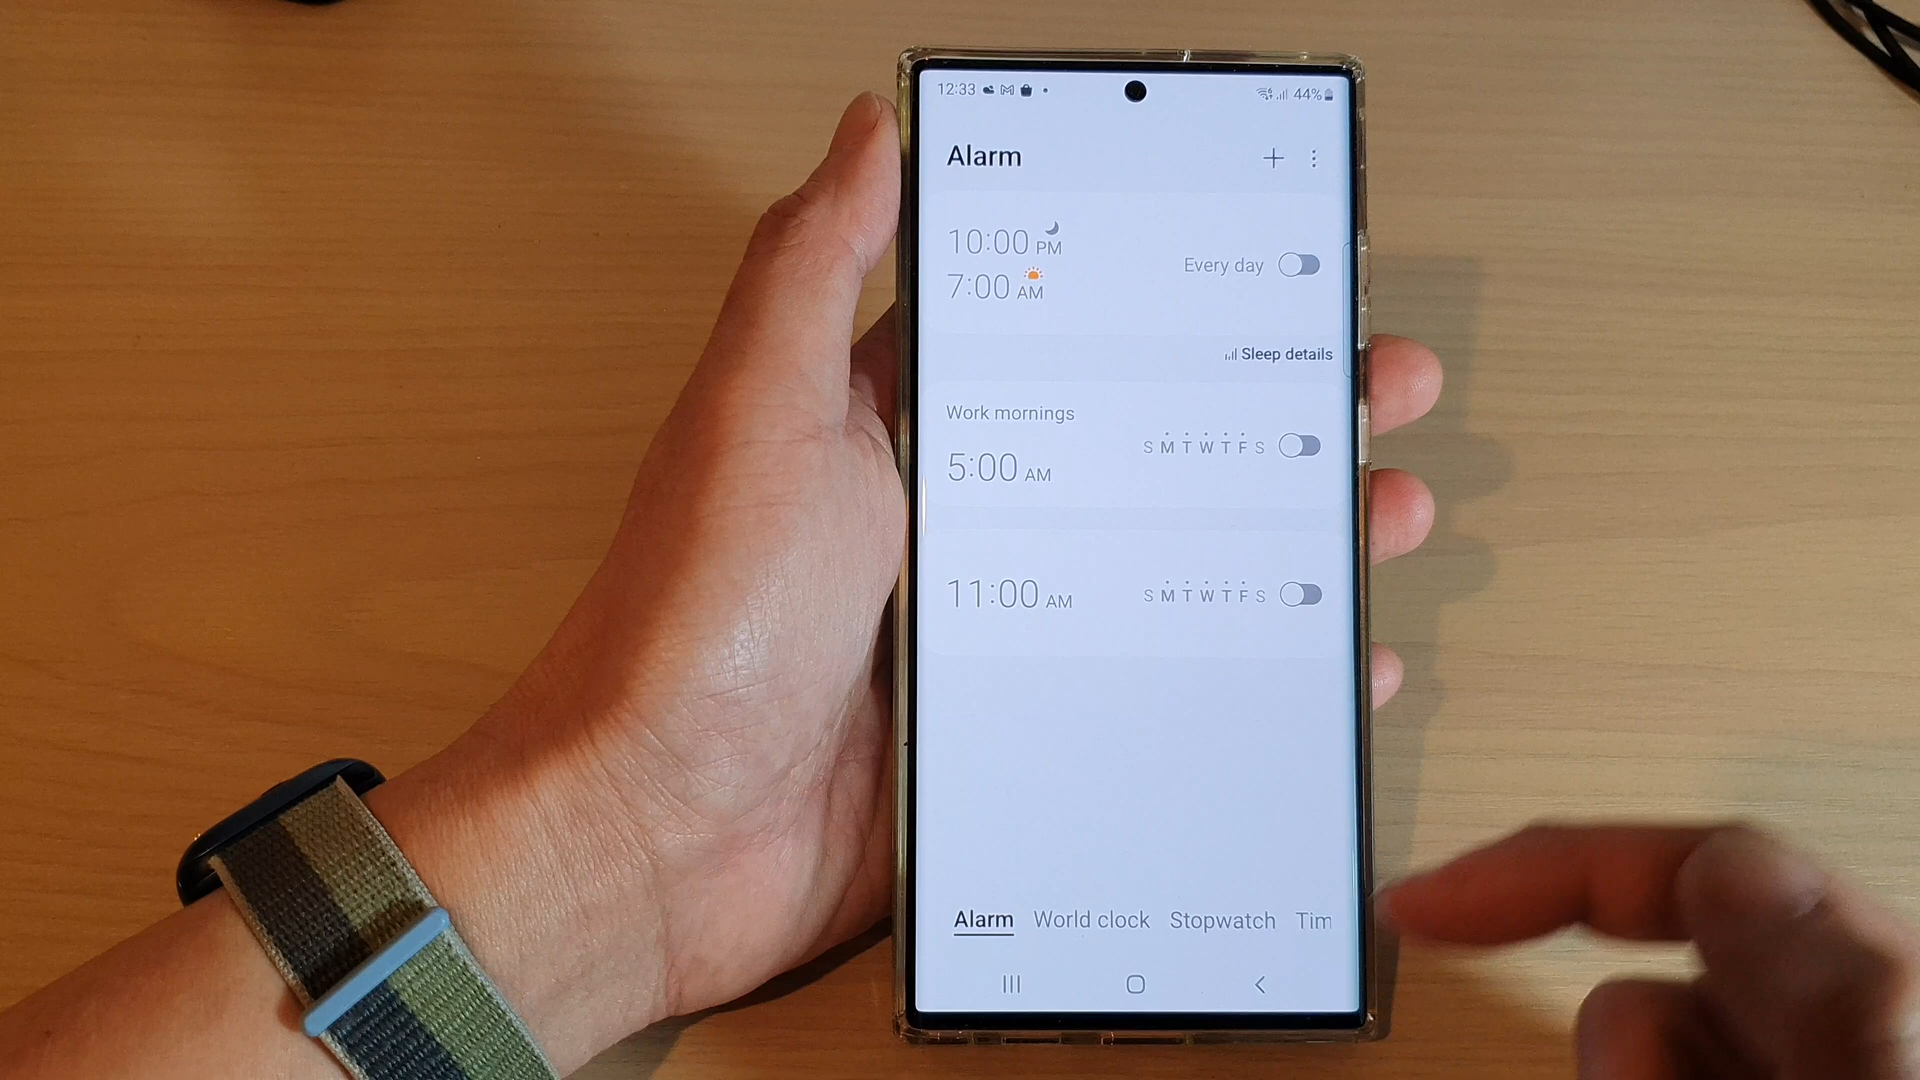 12:33
44%
Alarm
10:00 PM
7:00 AM
Every day
Sleep details
Work mornings
5:00 AM
S M T W T F S
11:00 AM
S M T W T F S
Alarm World clock Stopwatch Tim